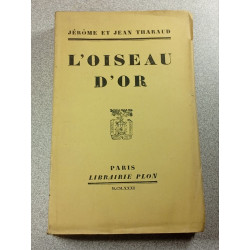 JÉRÔME ET JEAN THARAUD
L'OISEAU
D'OR
PARIS
LIBRAIRIE PLON